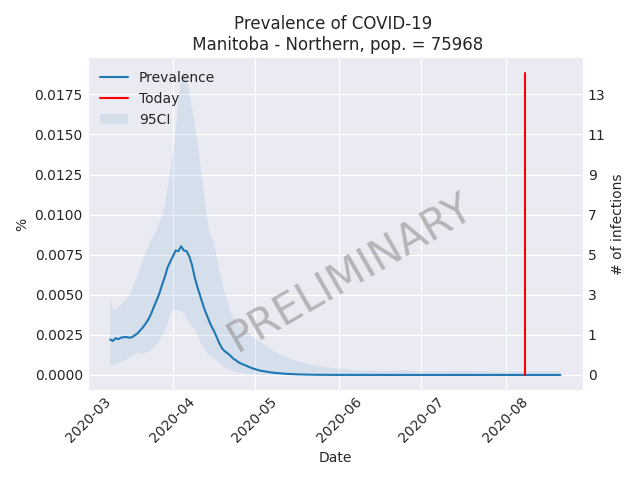 Prevalence of COVID-19
Manitoba - Northern, pop. = 75968
Prevalence
Today
95CI
0.0175
0.0150
0.0125
0.0100
0.0075
0.0050
0.0025
0.0000
%
13
11
9
7
5
3
1
0
# of infections
PRELIMINARY
2020-03
2020-04
2020-05
2020-06
2020-07
2020-08
Date